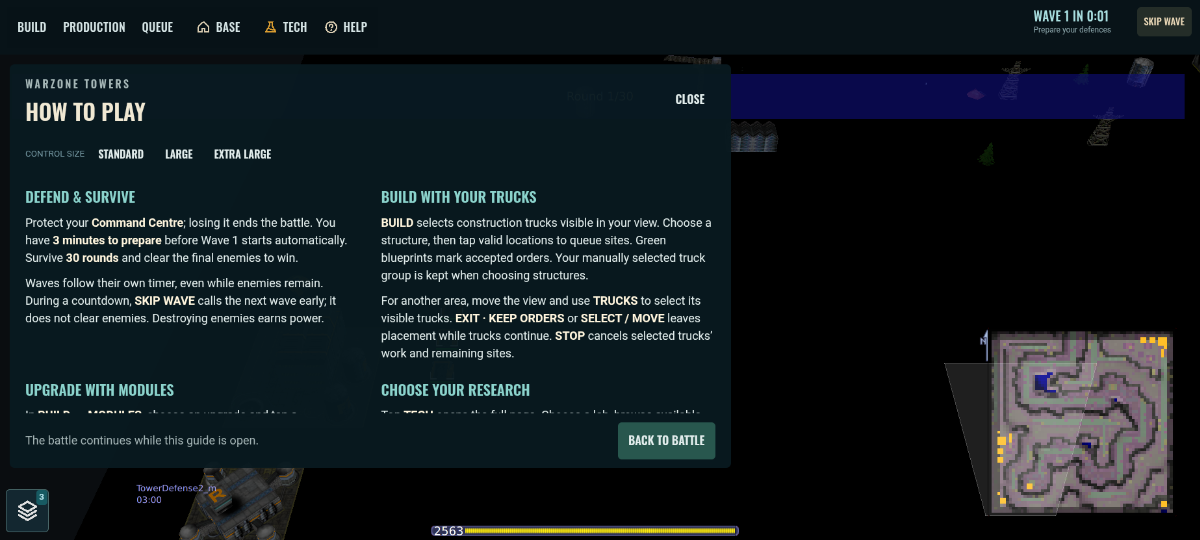 BUILD PRODUCTION QUEUE BASE TECH HELP
WAVE 1 IN 0:01
Prepare your defences
SKIP WAVE
WARZONE TOWERS
HOW TO PLAY
Round 1/30
CLOSE
CONTROL SIZE STANDARD LARGE EXTRA LARGE
DEFEND & SURVIVE
Protect your Command Centre; losing it ends the battle. You
have 3 minutes to prepare before Wave 1 starts automatically.
Survive 30 rounds and clear the final enemies to win.
Waves follow their own timer, even while enemies remain.
During a countdown, SKIP WAVE calls the next wave early; it
does not clear enemies. Destroying enemies earns power.
BUILD WITH YOUR TRUCKS
BUILD selects construction trucks visible in your view. Choose a
structure, then tap valid locations to queue sites. Green
blueprints mark accepted orders. Your manually selected truck
group is kept when choosing structures.
For another area, move the view and use TRUCKS to select its
visible trucks. EXIT · KEEP ORDERS or SELECT / MOVE leaves
placement while trucks continue. STOP cancels selected trucks’
work and remaining sites.
UPGRADE WITH MODULES
CHOOSE YOUR RESEARCH
The battle continues while this guide is open.
BACK TO BATTLE
N
TowerDefense2_m
03:00
3
2563